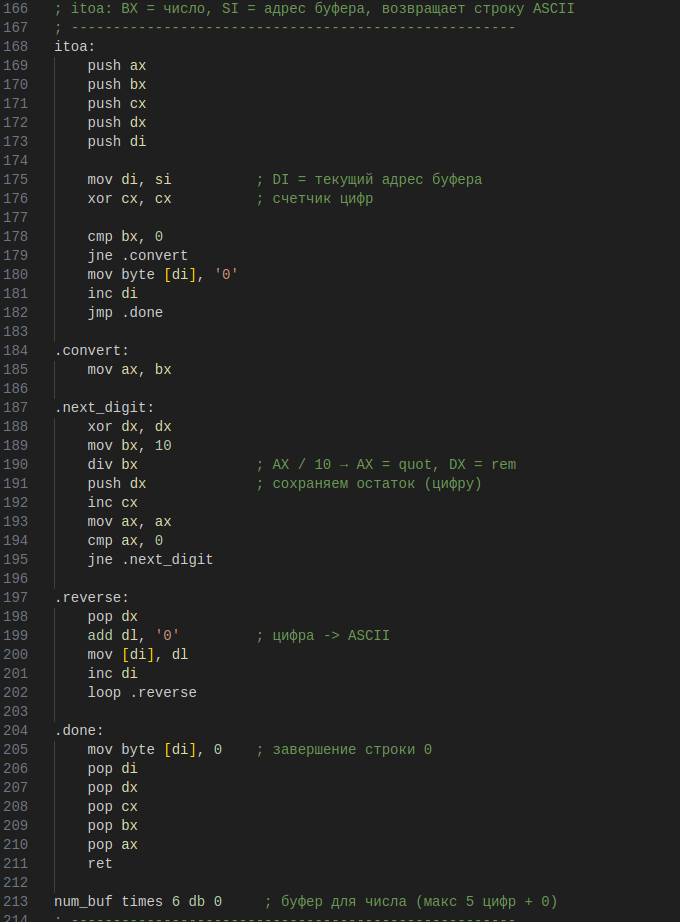 166 ; itoa: BX = число, SI = адрес буфера, возвращает строку ASCII
167 ; -----------------------------------------------------
168 itoa:
169     push ax
170     push bx
171     push cx
172     push dx
173     push di
174
175     mov di, si          ; DI = текущий адрес буфера
176     xor cx, cx          ; счетчик цифр
177
178     cmp bx, 0
179     jne .convert
180     mov byte [di], '0'
181     inc di
182     jmp .done
183
184 .convert:
185     mov ax, bx
186
187 .next_digit:
188     xor dx, dx
189     mov bx, 10
190     div bx              ; AX / 10 → AX = quot, DX = rem
191     push dx             ; сохраняем остаток (цифру)
192     inc cx
193     mov ax, ax
194     cmp ax, 0
195     jne .next_digit
196
197 .reverse:
198     pop dx
199     add dl, '0'         ; цифра -> ASCII
200     mov [di], dl
201     inc di
202     loop .reverse
203
204 .done:
205     mov byte [di], 0    ; завершение строки 0
206     pop di
207     pop dx
208     pop cx
209     pop bx
210     pop ax
211     ret
212
213 num_buf times 6 db 0     ; буфер для числа (макс 5 цифр + 0)
214 ; -----------------------------------------------------